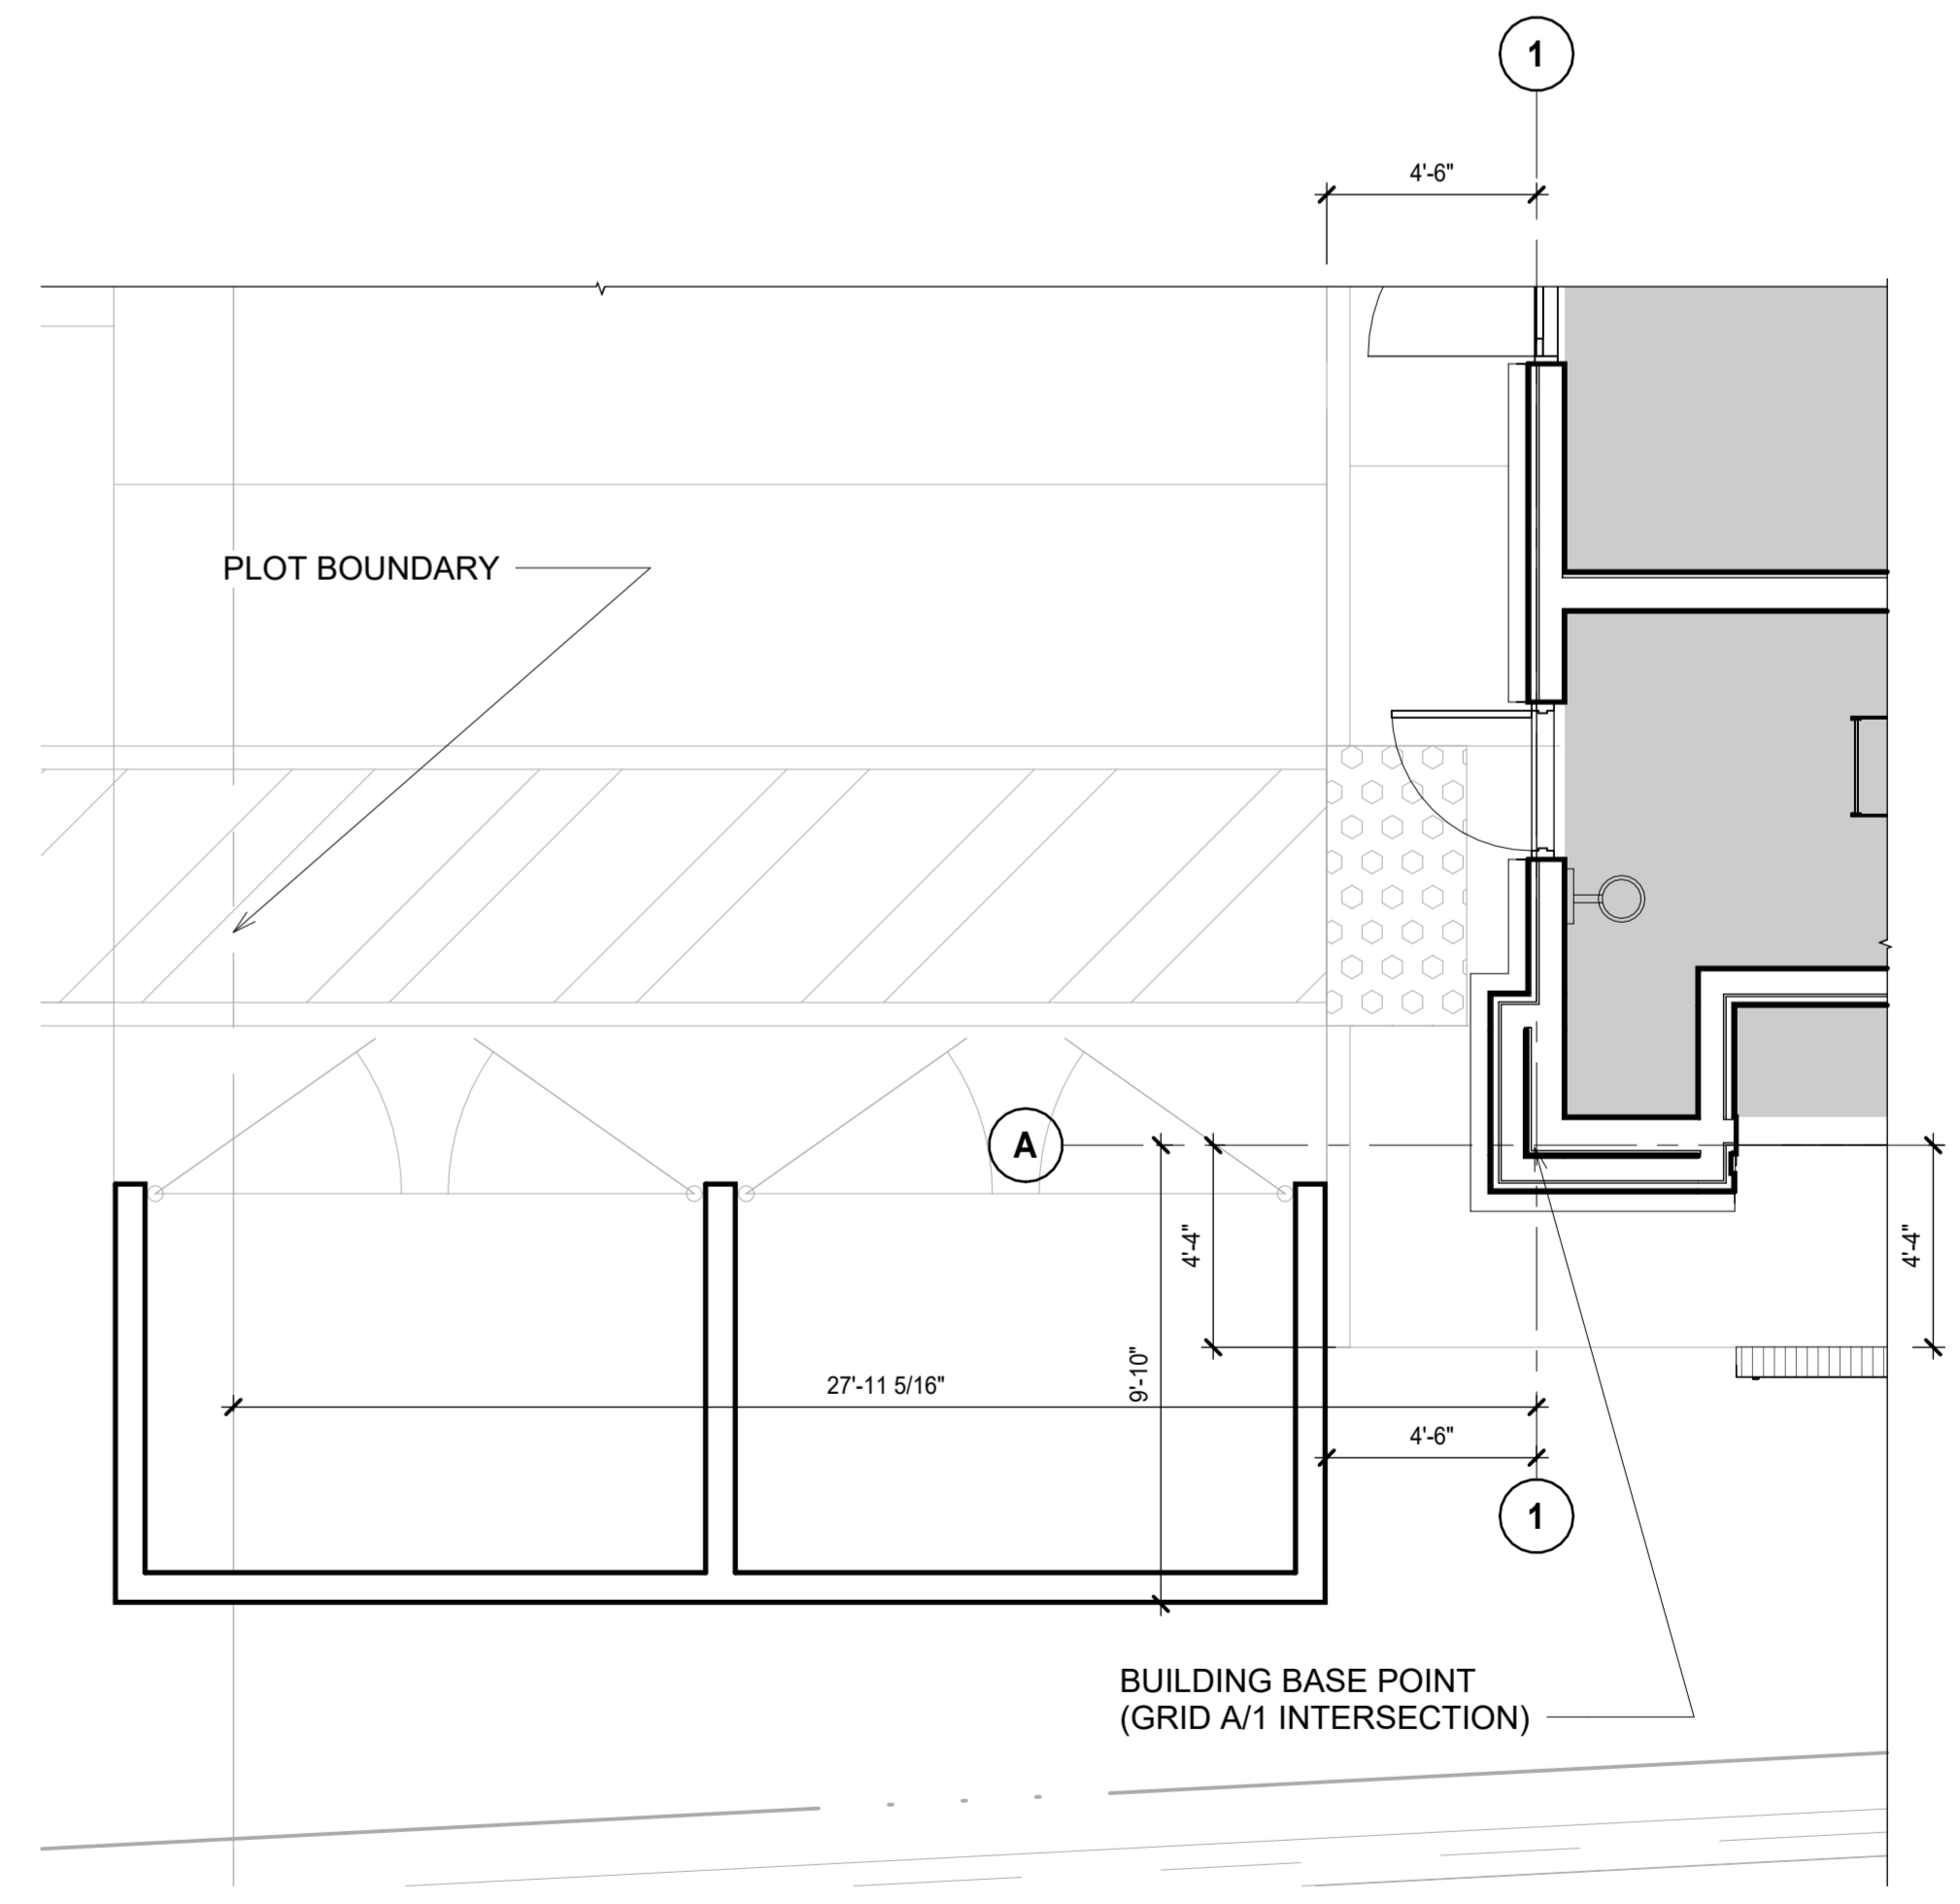 1
4'-6"
PLOT BOUNDARY
A
4'-4"
4'-4"
9'-10"
27'-11 5/16"
4'-6"
1
BUILDING BASE POINT
(GRID A/1 INTERSECTION)